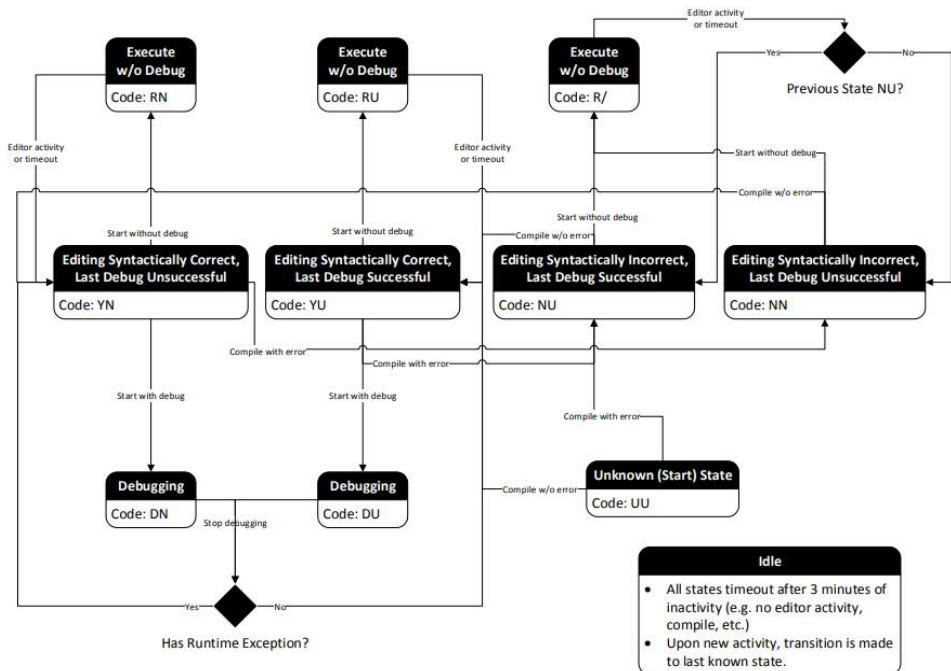 Editor activity
or timeout
Execute
w/o Debug
Code: RN
Execute
w/o Debug
Code: RU
Execute
w/o Debug
Code: R/
Yes
No
Previous State NU?
Editor activity
or timeout
Editor activity
or timeout
Start without debug
Compile w/o error
Start without debug
Start without debug
Start without debug
Compile w/o error
Editing Syntactically Correct,
Last Debug Unsuccessful
Code: YN
Editing Syntactically Correct,
Last Debug Successful
Code: YU
Editing Syntactically Incorrect,
Last Debug Successful
Code: NU
Editing Syntactically Incorrect,
Last Debug Unsuccessful
Code: NN
Compile with error
Compile with error
Start with debug
Start with debug
Compile with error
Debugging
Code: DN
Debugging
Code: DU
Compile w/o error
Unknown (Start) State
Code: UU
Stop debugging
Yes
No
Has Runtime Exception?
Idle
• All states timeout after 3 minutes of
inactivity (e.g. no editor activity,
compile, etc.)
• Upon new activity, transition is made
to last known state.